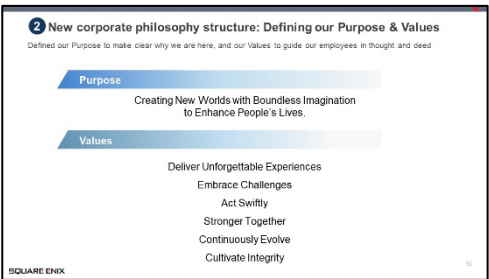 2 New corporate philosophy structure: Defining our Purpose & Values
Defined our Purpose to make clear why we are here, and our Values to guide our employees in thought and deed
Purpose
Creating New Worlds with Boundless Imagination
to Enhance People's Lives.
Values
Deliver Unforgettable Experiences
Embrace Challenges
Act Swiftly
Stronger Together
Continuously Evolve
Cultivate Integrity
SQUARE ENIX